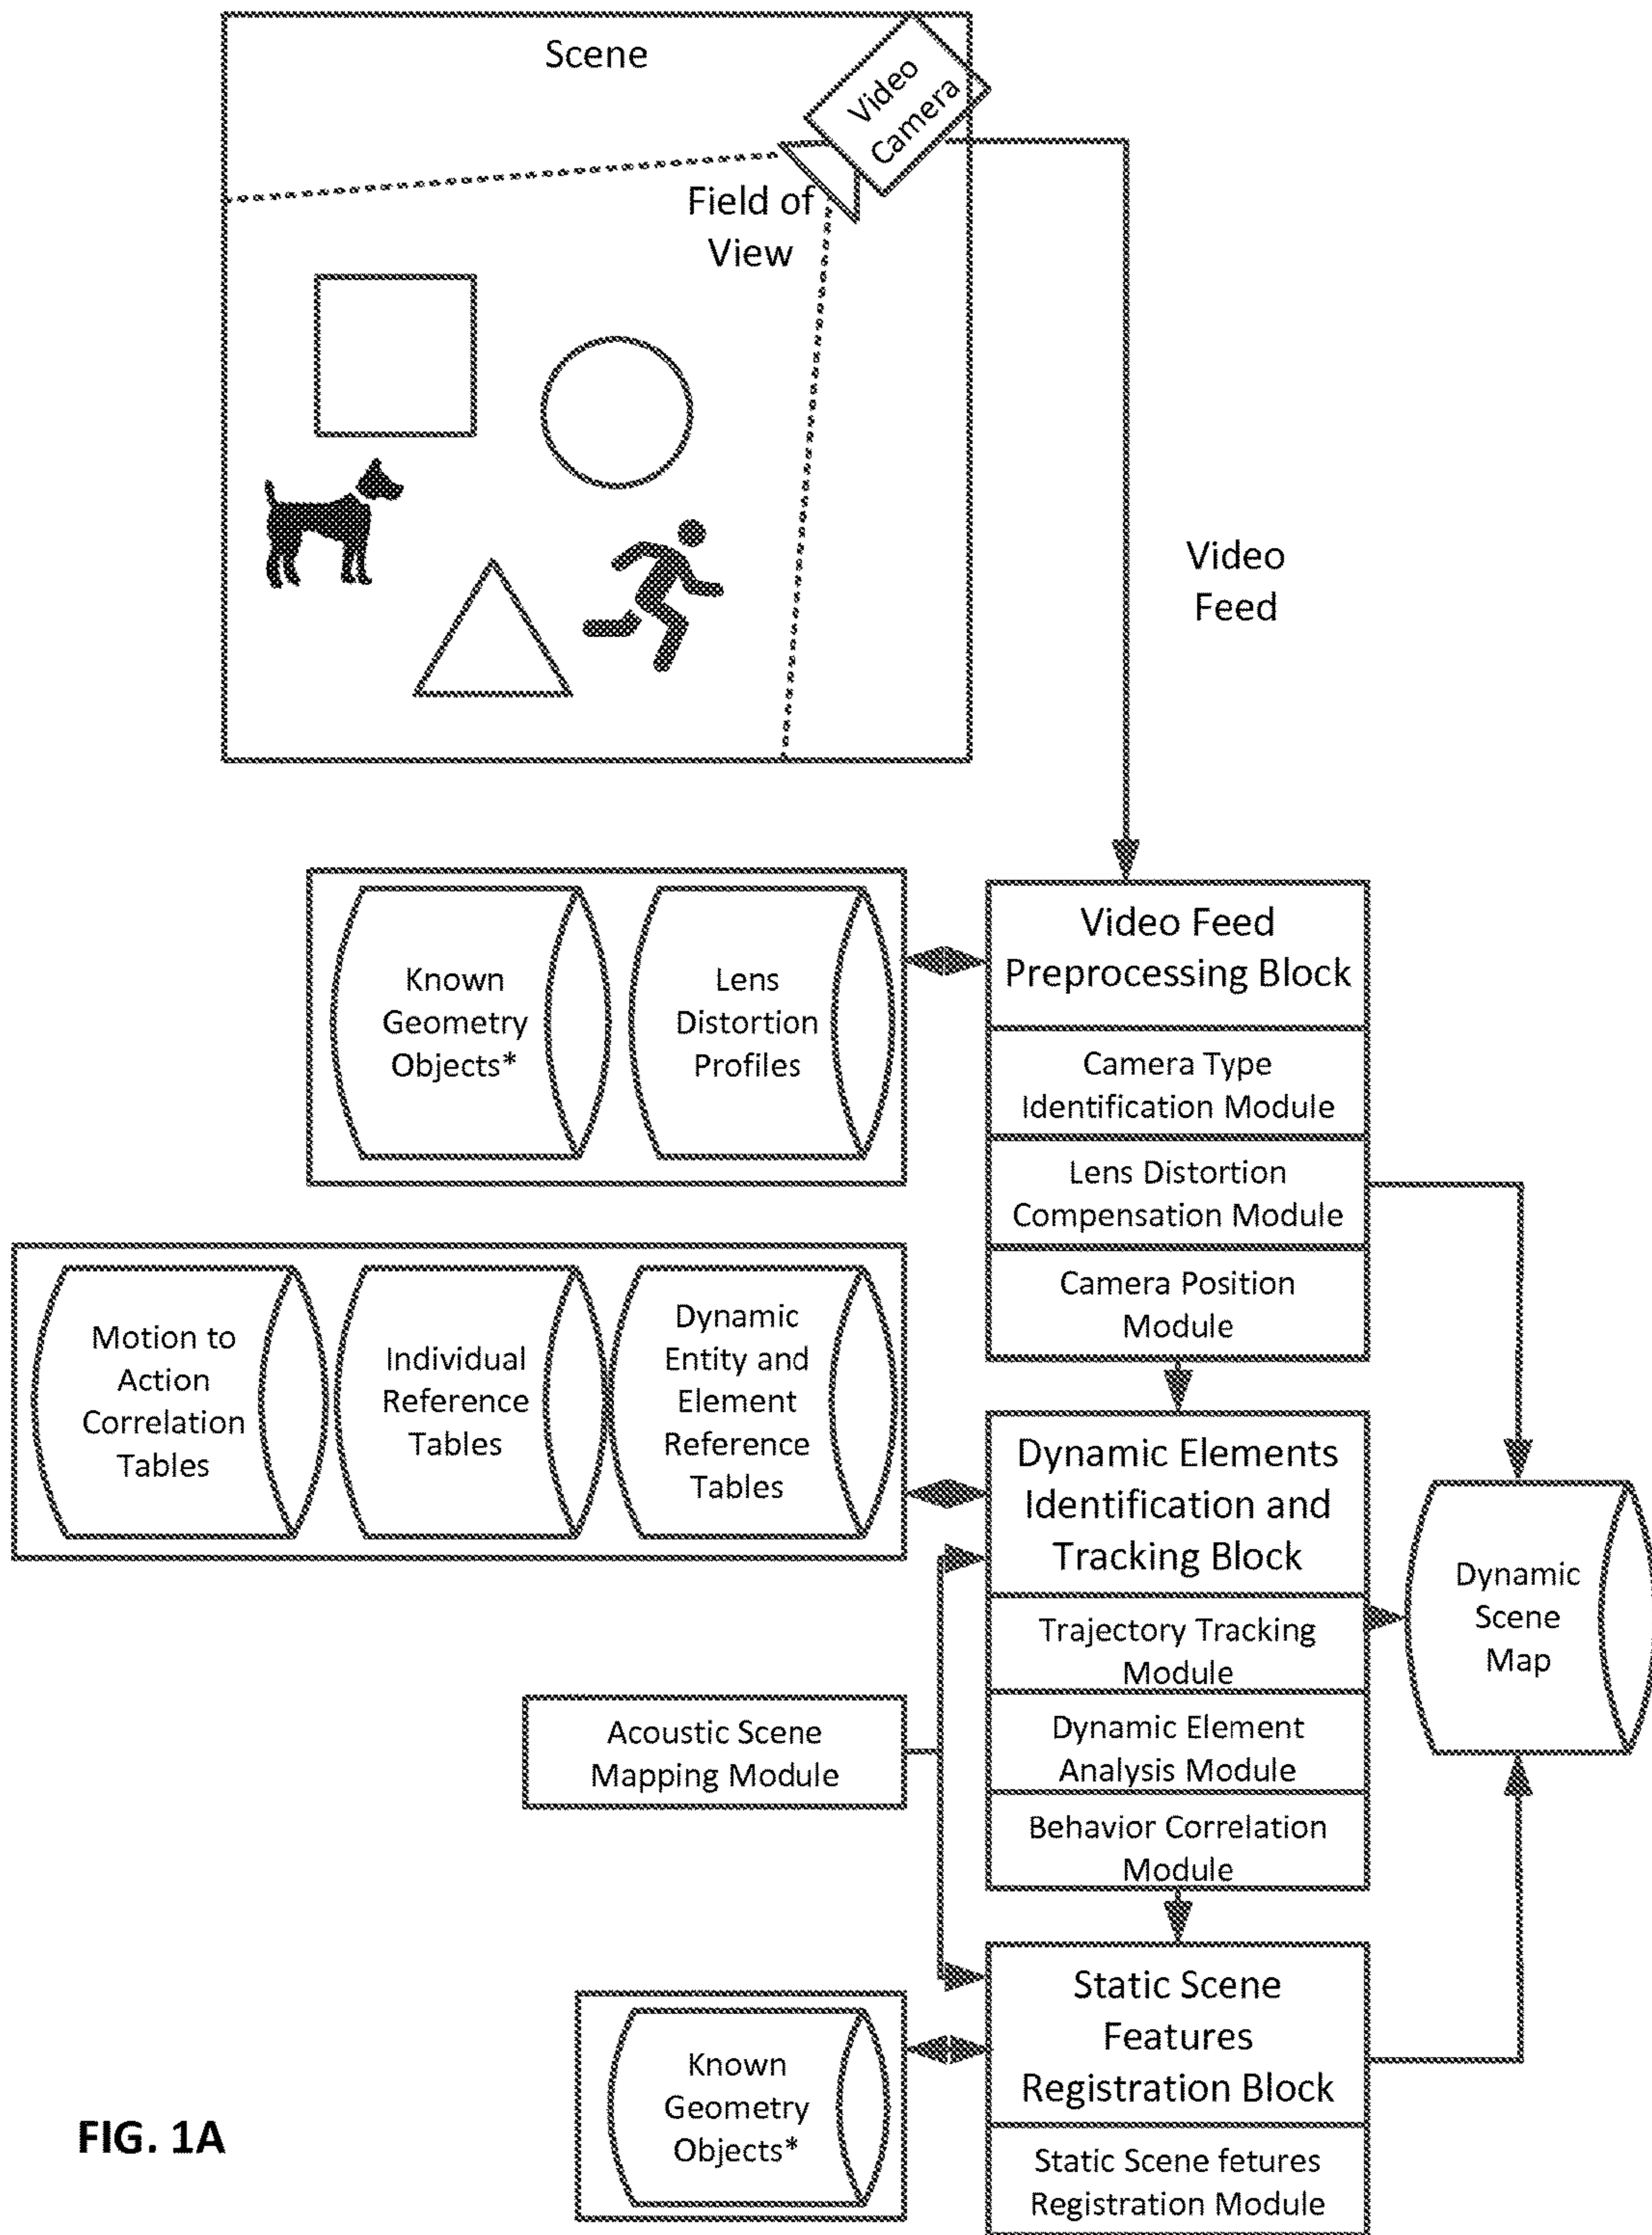 Scene
Video
Camera
Field of
View
Video
Feed
Known
Geometry
Objects*
Lens
Distortion
Profiles
Video Feed
Preprocessing Block
Camera Type
Identification Module
Lens Distortion
Compensation Module
Camera Position
Module
Motion to
Action
Correlation
Tables
Individual
Reference
Tables
Dynamic
Entity and
Element
Reference
Tables
Dynamic Elements
Identification and
Tracking Block
Trajectory Tracking
Module
Dynamic Element
Analysis Module
Behavior Correlation
Module
Dynamic
Scene
Map
Acoustic Scene
Mapping Module
Static Scene
Features
Registration Block
Static Scene fetures
Registration Module
Known
Geometry
Objects*
FIG. 1A